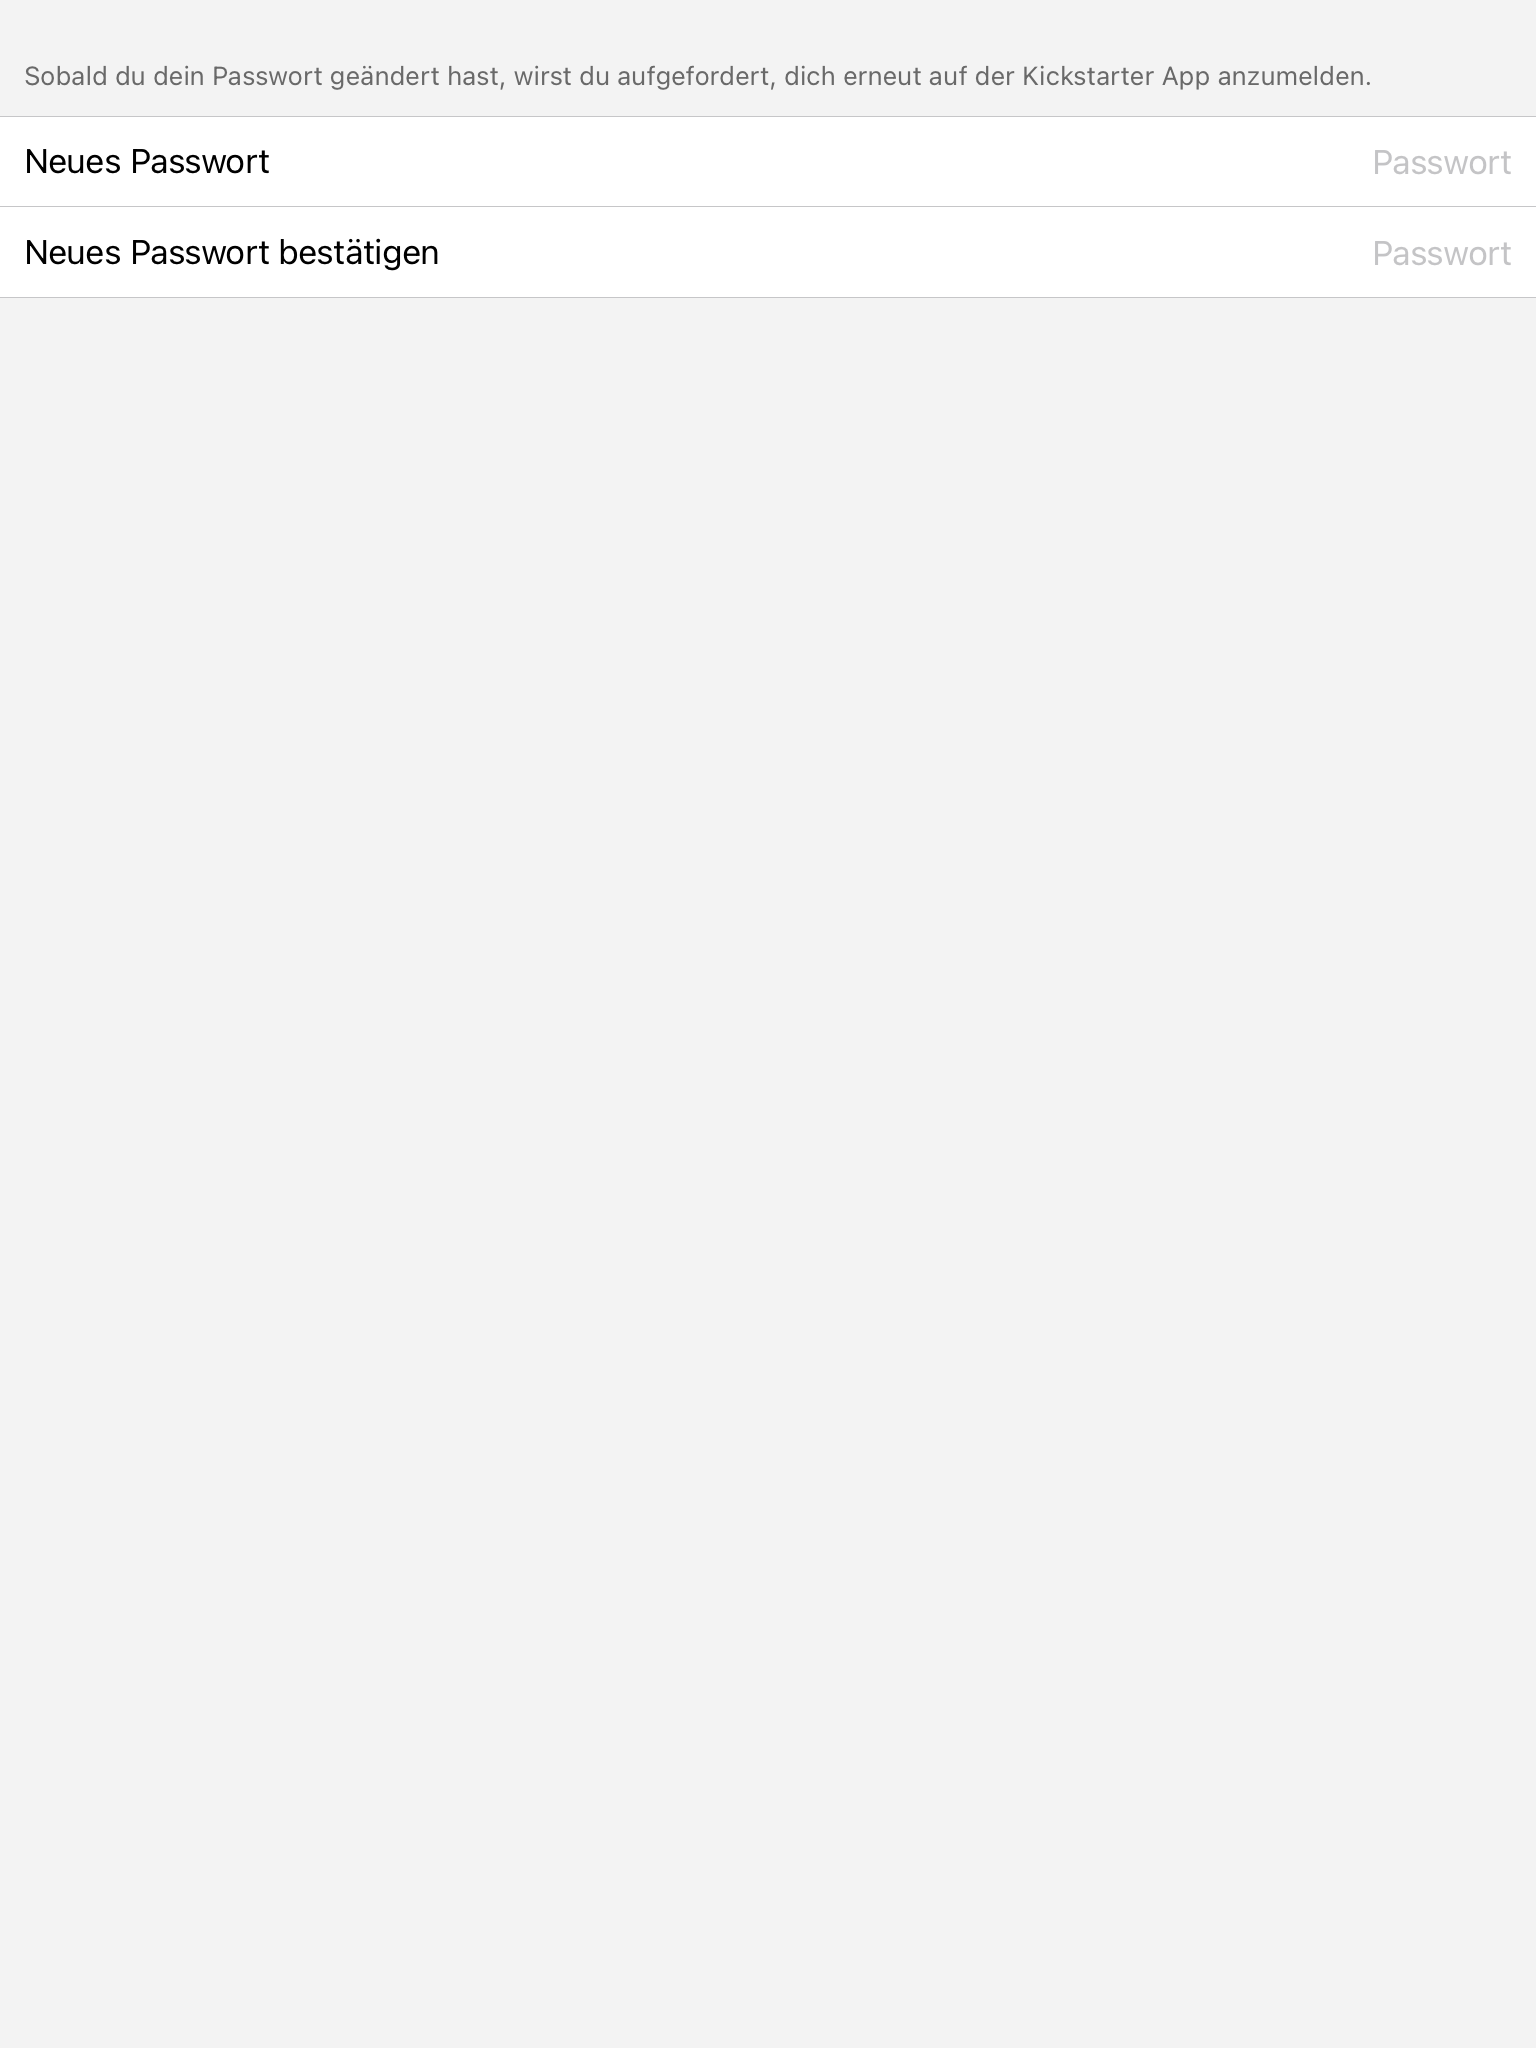 Sobald du dein Passwort geändert hast, wirst du aufgefordert, dich erneut auf der Kickstarter App anzumelden.
Neues Passwort Passwort
Neues Passwort bestätigen Passwort